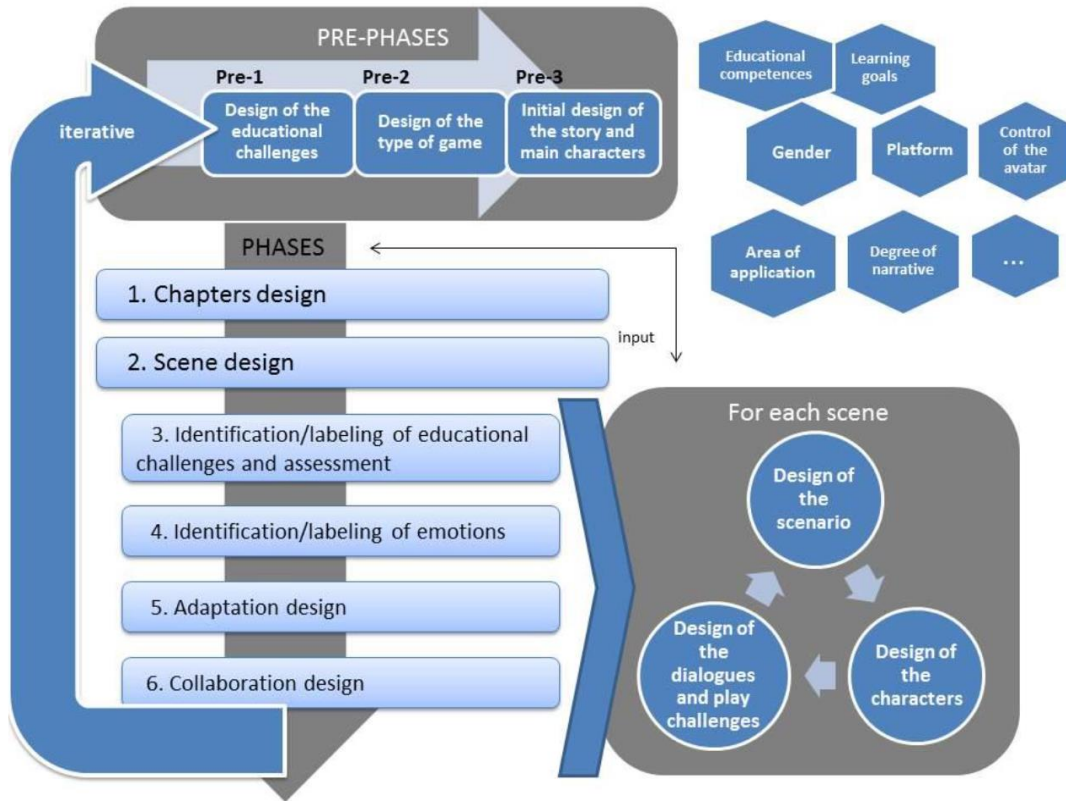 PRE-PHASES
Pre-1
Pre-2
Pre-3
iterative
Design of the
educational
challenges
Design of the
type of game
Initial design of
the story and
main characters
Educational
competences
Learning
goals
Gender
Platform
Control
of the
avatar
Area of
application
Degree of
narrative
...
PHASES
1. Chapters design
input
2. Scene design
3. Identification/labeling of educational
challenges and assessment
4. Identification/labeling of emotions
5. Adaptation design
6. Collaboration design
For each scene
Design of
the
scenario
Design of
the
dialogues
and play
challenges
Design of
the
characters